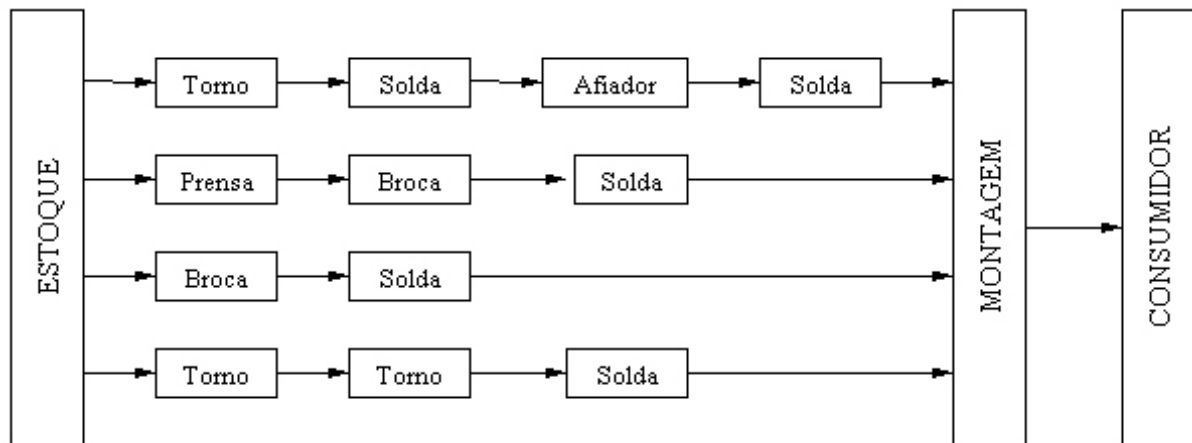 ESTOQUE
Torno Solda Afiador Solda
Prensa Broca Solda
Broca Solda
Torno Torno Solda
MONTAGEM
CONSUMIDOR